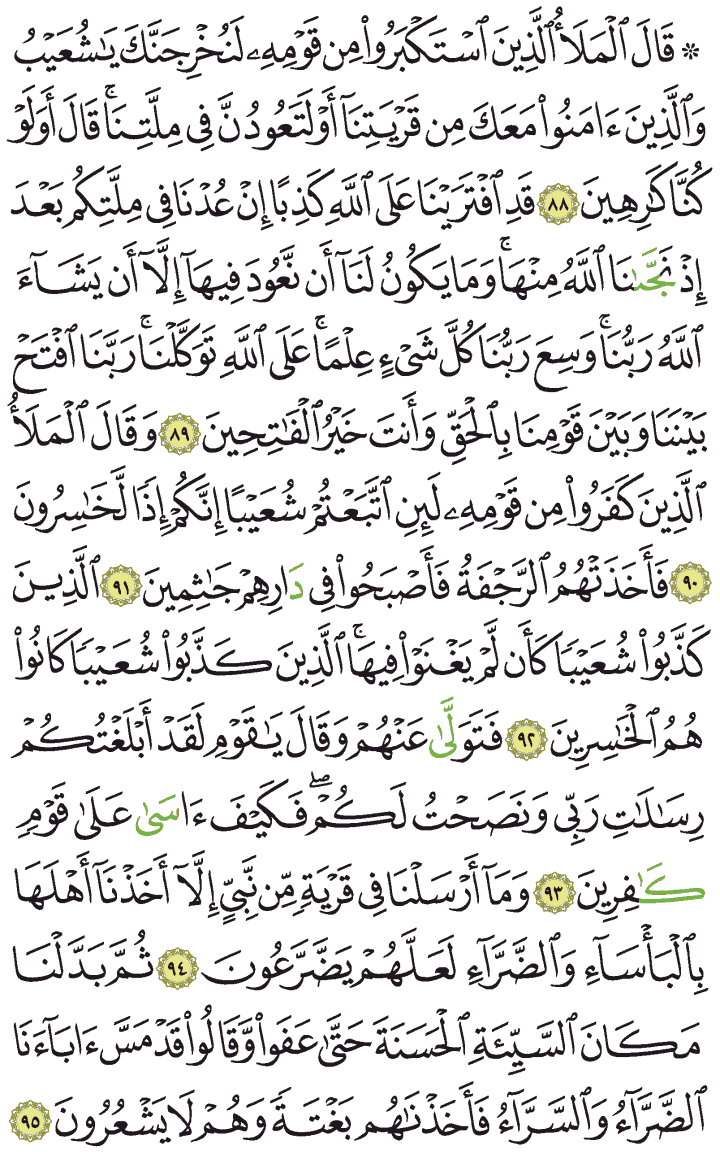 ۞ قَالَ ٱلْمَلَأُ ٱلَّذِينَ ٱسْتَكْبَرُوا۟ مِن قَوْمِهِۦ لَنُخْرِجَنَّكَ يَـٰشُعَيْبُ
وَٱلَّذِينَ ءَامَنُوا۟ مَعَكَ مِن قَرْيَتِنَآ أَوْ لَتَعُودُنَّ فِى مِلَّتِنَا ۚ قَالَ أَوَلَوْ
كُنَّا كَـٰرِهِينَ ٨٨ قَدِ ٱفْتَرَيْنَا عَلَى ٱللَّهِ كَذِبًا إِنْ عُدْنَا فِى مِلَّتِكُم بَعْدَ
إِذْ نَجَّىٰنَا ٱللَّهُ مِنْهَا ۚ وَمَا يَكُونُ لَنَآ أَن نَّعُودَ فِيهَآ إِلَّآ أَن يَشَآءَ
ٱللَّهُ رَبُّنَا ۚ وَسِعَ رَبُّنَا كُلَّ شَىْءٍ عِلْمًا ۚ عَلَى ٱللَّهِ تَوَكَّلْنَا ۚ رَبَّنَا ٱفْتَحْ
بَيْنَنَا وَبَيْنَ قَوْمِنَا بِٱلْحَقِّ وَأَنتَ خَيْرُ ٱلْفَـٰتِحِينَ ٨٩ وَقَالَ ٱلْمَلَأُ
ٱلَّذِينَ كَفَرُوا۟ مِن قَوْمِهِۦ لَئِنِ ٱتَّبَعْتُمْ شُعَيْبًا إِنَّكُمْ إِذًا لَّخَـٰسِرُونَ
٩٠ فَأَخَذَتْهُمُ ٱلرَّجْفَةُ فَأَصْبَحُوا۟ فِى دَارِهِمْ جَـٰثِمِينَ ٩١ ٱلَّذِينَ
كَذَّبُوا۟ شُعَيْبًا كَأَن لَّمْ يَغْنَوْا۟ فِيهَا ۚ ٱلَّذِينَ كَذَّبُوا۟ شُعَيْبًا كَانُوا۟
هُمُ ٱلْخَـٰسِرِينَ ٩٢ فَتَوَلَّىٰ عَنْهُمْ وَقَالَ يَـٰقَوْمِ لَقَدْ أَبْلَغْتُكُمْ
رِسَـٰلَـٰتِ رَبِّى وَنَصَحْتُ لَكُمْ ۖ فَكَيْفَ ءَاسَىٰ عَلَىٰ قَوْمٍ
كَـٰفِرِينَ ٩٣ وَمَآ أَرْسَلْنَا فِى قَرْيَةٍ مِّن نَّبِىٍّ إِلَّآ أَخَذْنَآ أَهْلَهَا
بِٱلْبَأْسَآءِ وَٱلضَّرَّآءِ لَعَلَّهُمْ يَضَّرَّعُونَ ٩٤ ثُمَّ بَدَّلْنَا
مَكَانَ ٱلسَّيِّئَةِ ٱلْحَسَنَةَ حَتَّىٰ عَفَوا۟ وَّقَالُوا۟ قَدْ مَسَّ ءَابَآءَنَا
ٱلضَّرَّآءُ وَٱلسَّرَّآءُ فَأَخَذْنَـٰهُم بَغْتَةً وَهُمْ لَا يَشْعُرُونَ ٩٥